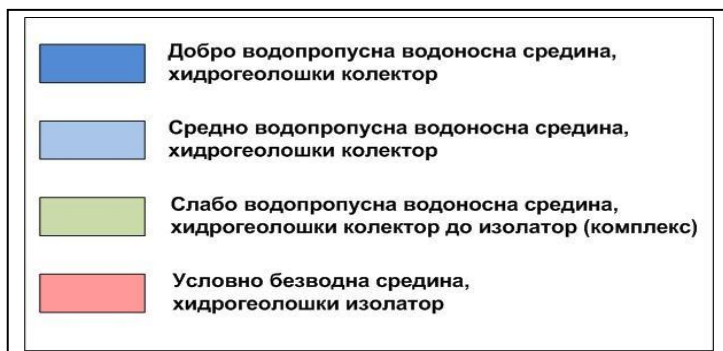 Добро водопропусна водоносна средина,
хидрогеолошки колектор
Средно водопропусна водоносна средина,
хидрогеолошки колектор
Слабо водопропусна водоносна средина,
хидрогеолошки колектор до изолатор (комплекс)
Условно безводна средина,
хидрогеолошки изолатор